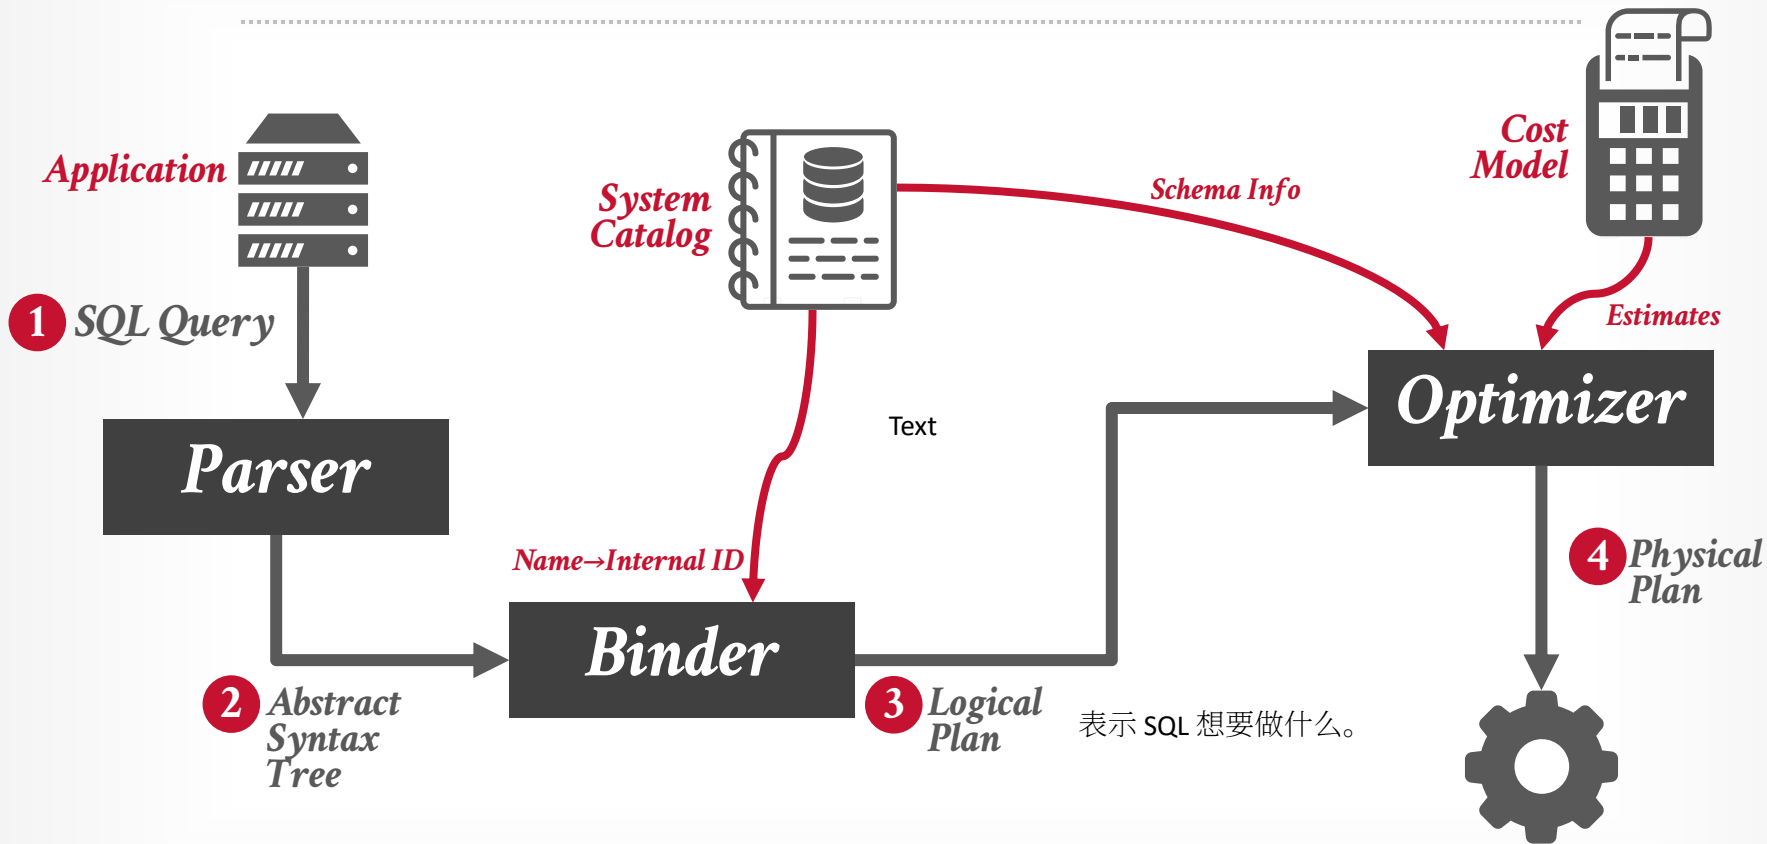 Application
1 SQL Query
Parser
2 Abstract
Syntax
Tree
System
Catalog
Name→Internal ID
Binder
3 Logical
Plan
Text
表示 SQL 想要做什么。
Schema Info
Cost
Model
Estimates
Optimizer
4 Physical
Plan